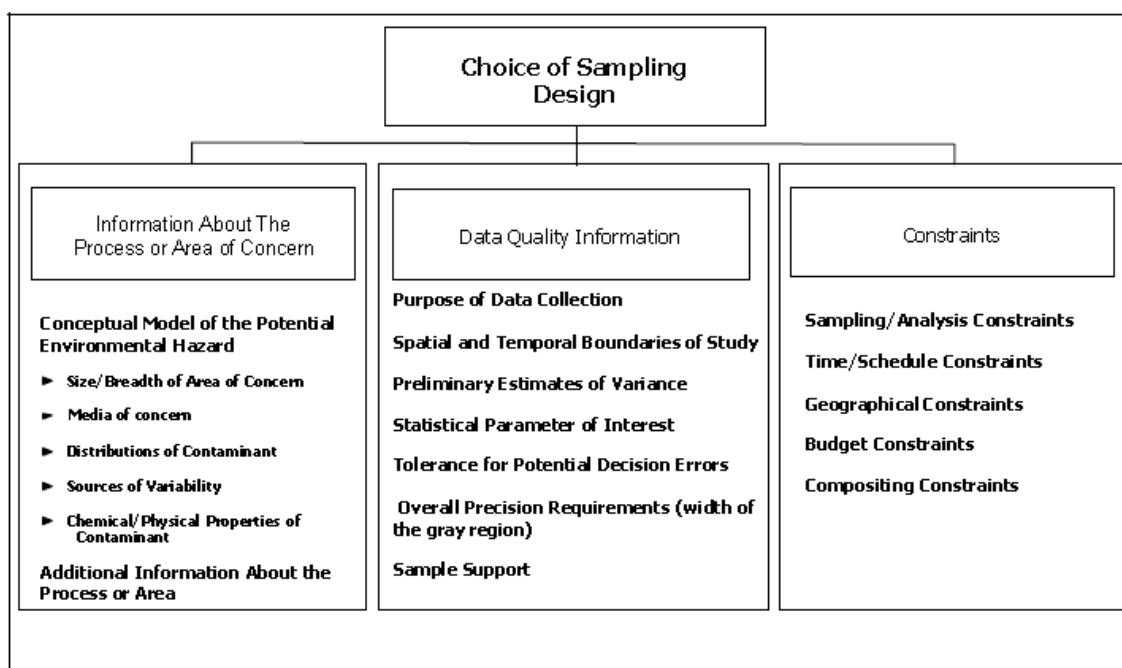 Choice of Sampling
Design
Information About The
Process or Area of Concern
Conceptual Model of the Potential
Environmental Hazard
► Size/Breadth of Area of Concern
► Media of concern
► Distributions of Contaminant
► Sources of Variability
► Chemical/Physical Properties of
Contaminant
Additional Information About the
Process or Area
Data Quality Information
Purpose of Data Collection
Spatial and Temporal Boundaries of Study
Preliminary Estimates of Variance
Statistical Parameter of Interest
Tolerance for Potential Decision Errors
Overall Precision Requirements (width of
the gray region)
Sample Support
Constraints
Sampling/Analysis Constraints
Time/Schedule Constraints
Geographical Constraints
Budget Constraints
Compositing Constraints